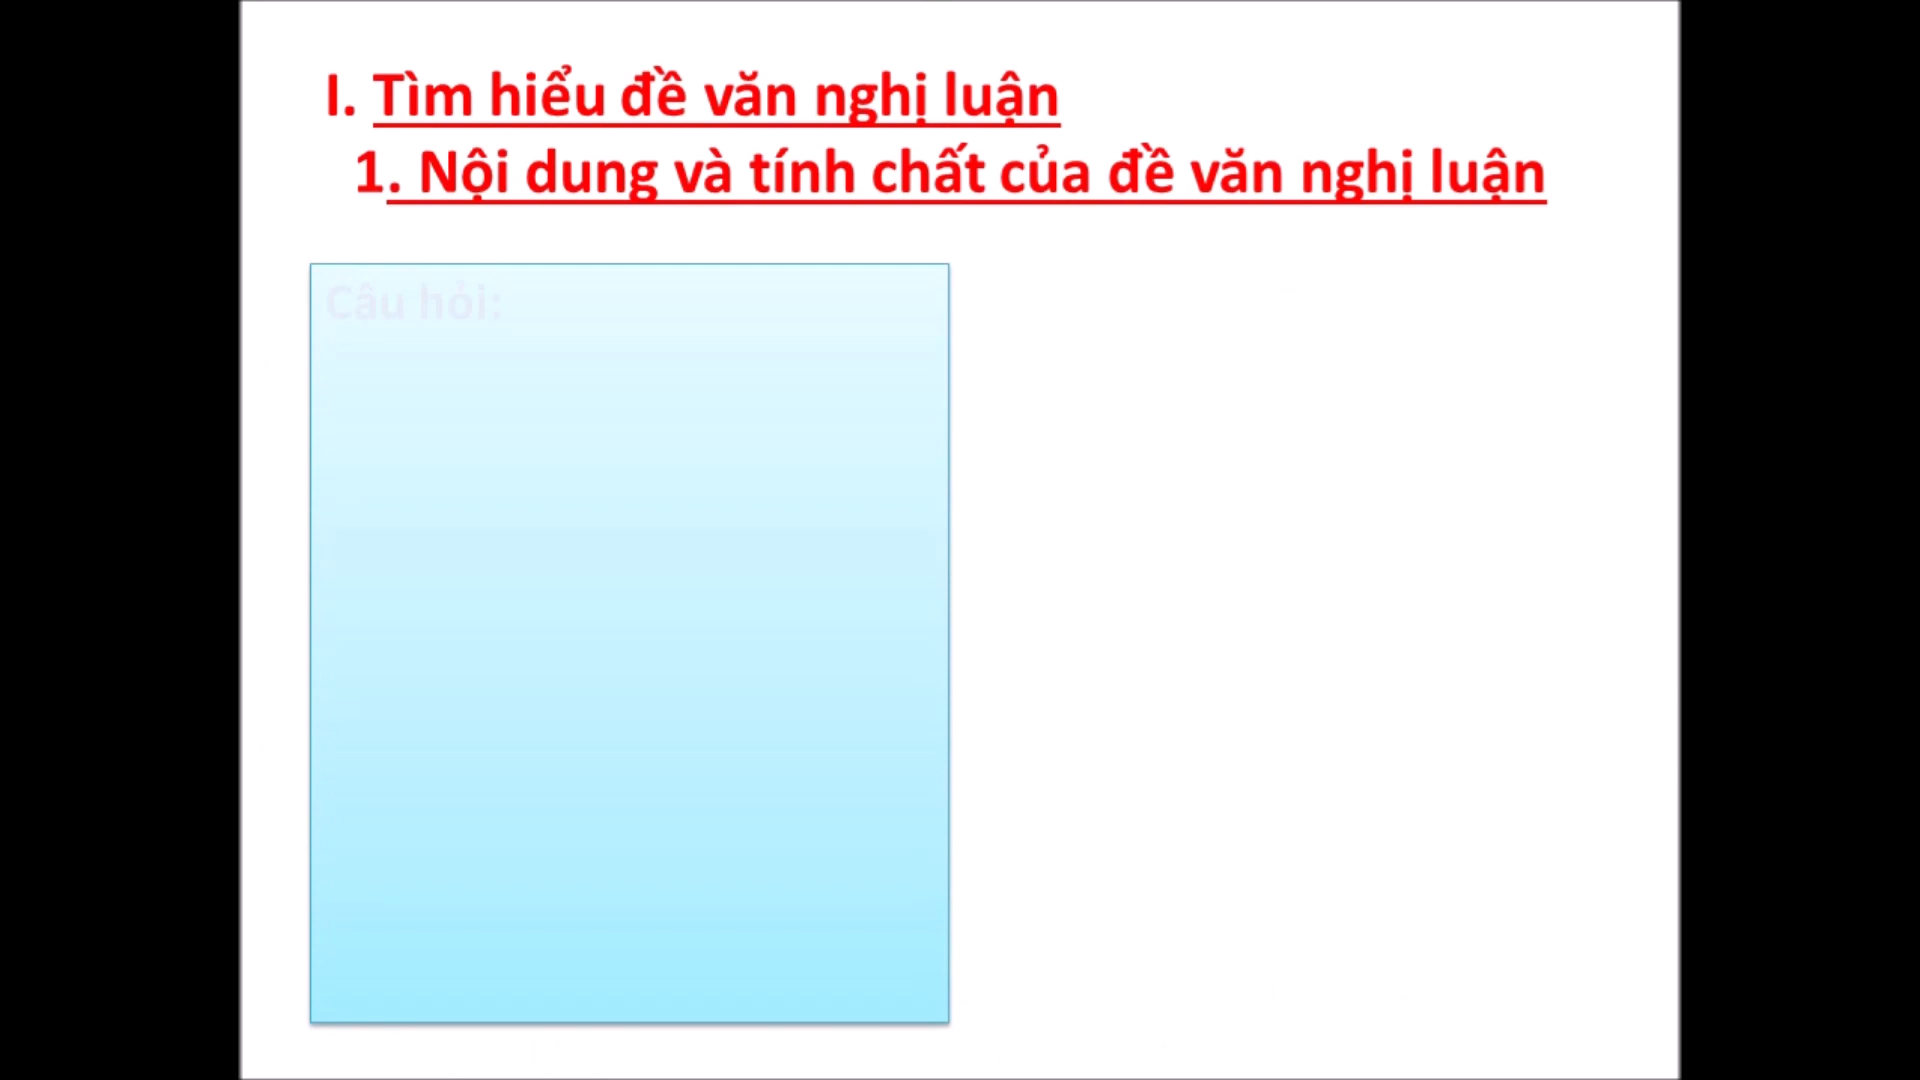 I. Tìm hiểu đề văn nghị luận
1. Nội dung và tính chất của đề văn nghị luận
Câu hỏi: